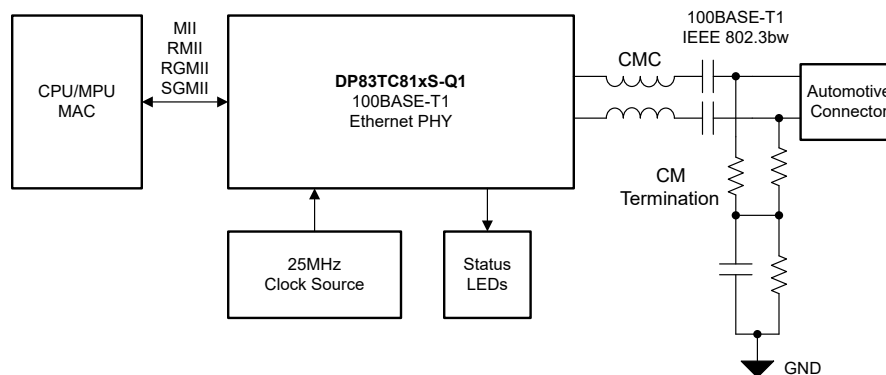 MII
RMII
RGMII
SGMII
CPU/MPU
MAC
DP83TC81xS-Q1
100BASE-T1
Ethernet PHY
CMC
100BASE-T1
IEEE 802.3bw
Automotive
Connector
CM
Termination
25MHz
Clock Source
Status
LEDs
GND